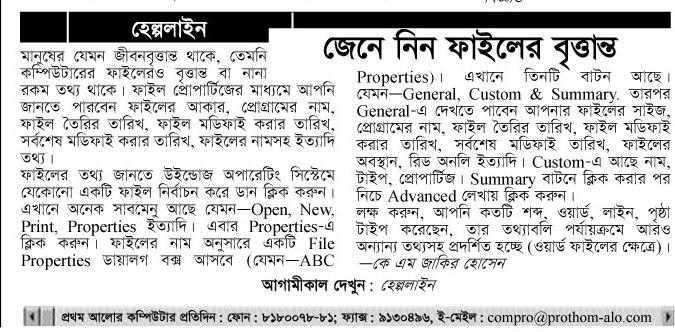 হেল্পলাইন
জেনে নিন ফাইলের বৃত্তান্ত
মানুষের যেমন জীবনবৃত্তান্ত থাকে, তেমনি
কম্পিউটারের ফাইলেরও বৃত্তান্ত বা নানা
রকম তথ্য থাকে। ফাইল প্রোপার্টিজের মাধ্যমে আপনি
জানতে পারবেন ফাইলের আকার, প্রোগ্রামের নাম,
ফাইল তৈরির তারিখ, ফাইল মডিফাই করার তারিখ,
সর্বশেষ মডিফাই করার তারিখ, ফাইলের নামসহ ইত্যাদি
তথ্য।
ফাইলের তথ্য জানতে উইন্ডোজ অপারেটিং সিস্টেমে
যেকোনো একটি ফাইল নির্বাচন করে ডান ক্লিক করুন।
এখানে অনেক সাবমেনু আছে যেমন—Open, New,
Print, Properties ইত্যাদি। এবার Properties-এ
ক্লিক করুন। ফাইলের নাম অনুসারে একটি File
Properties ডায়ালগ বক্স আসবে (যেমন—ABC
Properties)। এখানে তিনটি বাটন আছে।
যেমন—General, Custom & Summary. তারপর
General-এ দেখতে পাবেন আপনার ফাইলের সাইজ,
প্রোগ্রামের নাম, ফাইল তৈরির তারিখ, ফাইল মডিফাই
করার তারিখ, সর্বশেষ মডিফাই তারিখ, ফাইলের
অবস্থান, রিড অনলি ইত্যাদি। Custom-এ আছে নাম,
টাইপ, প্রোপার্টিজ। Summary বাটনে ক্লিক করার পর
নিচে Advanced লেখায় ক্লিক করুন।
লক্ষ করুন, আপনি কতটি শব্দ, ওয়ার্ড, লাইন, পৃষ্ঠা
টাইপ করেছেন, তার তথ্যাবলি পর্যায়ক্রমে আরও
অন্যান্য তথ্যসহ প্রদর্শিত হচ্ছে (ওয়ার্ড ফাইলের ক্ষেত্রে)।
—কে এম জাকির হোসেন
আগামীকাল দেখুন : হেল্পলাইন
প্রথম আলোর কম্পিউটার প্রতিদিন : ফোন : ৮১৮০০৭৮-৮১; ফ্যাক্স : ৯১৩০৪৯৬, ই-মেইল : compro@prothom-alo.com